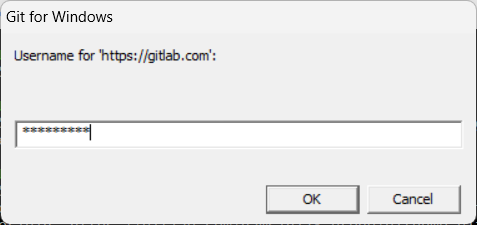 Git for Windows
Username for 'https://gitlab.com':
*********
OK
Cancel